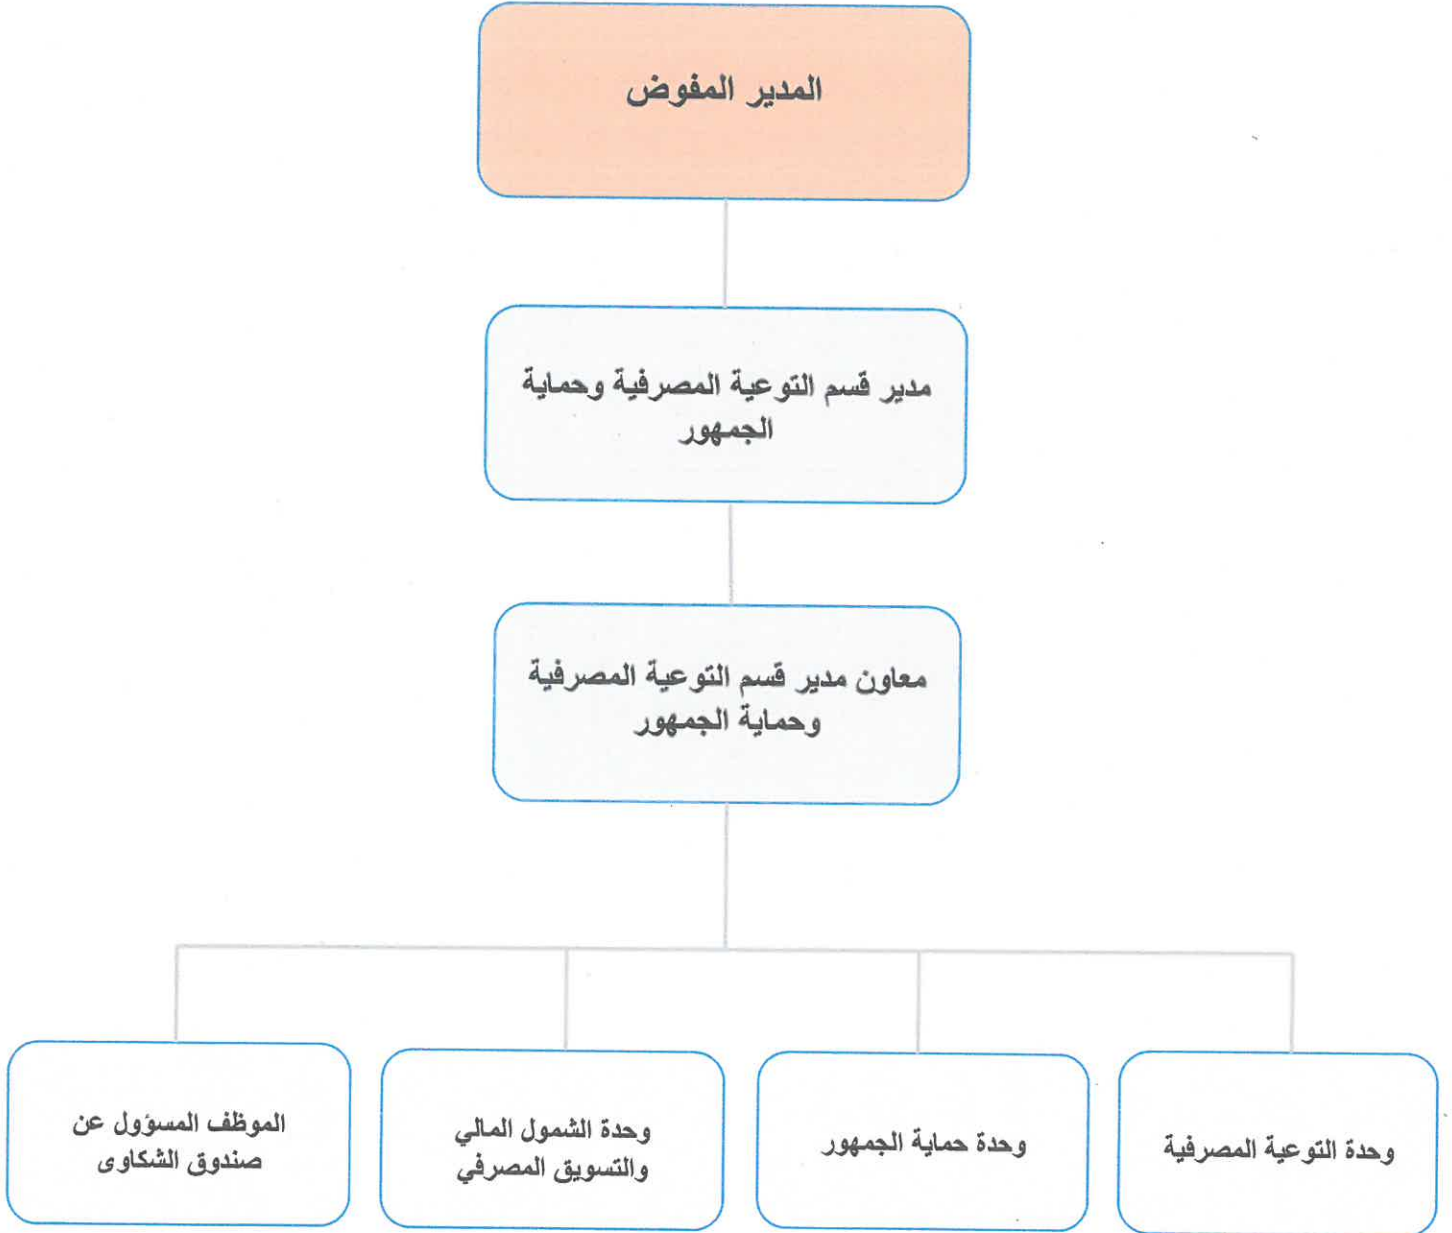 المدير المفوض
مدير قسم التوعية المصرفية وحماية
الجمهور
معاون مدير قسم التوعية المصرفية
وحماية الجمهور
وحدة التوعية المصرفية
وحدة حماية الجمهور
وحدة الشمول المالي
والتسويق المصرفي
الموظف المسؤول عن
صندوق الشكاوى